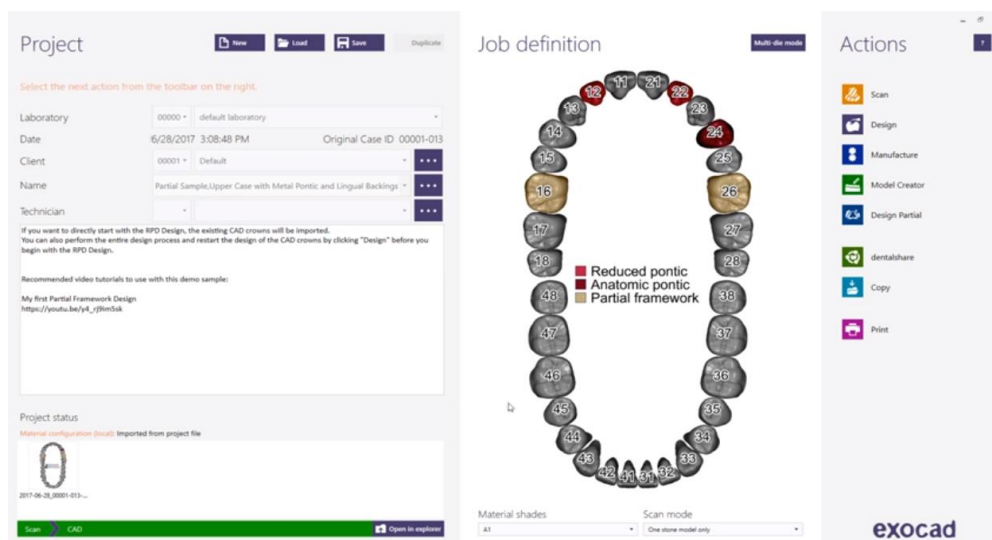 Project
New
Load
Save
Duplicate
Select the next action from the toolbar on the right.
Laboratory 00000 default laboratory
Date 6/28/2017 3:08:48 PM Original Case ID 00001-013
Client 00001 Default
Name Partial Sample,Upper Case with Metal Pontic and Lingual Backings
Technician
If you want to directly start with the RPD Design, the existing CAD crowns will be imported.
You can also perform the entire design process and restart the design of the CAD crowns by clicking "Design" before you
begin with the RPD Design.
Recommended video tutorials to use with this demo sample:
My first Partial Framework Design
Project status
Material configuration (local): Imported from project file
2017-06-28_00001-013-...
Scan CAD
Open in explorer
Job definition
Multi-die mode
12 11 21 22
13 23
14 24
15 25
16 26
17 27
18 28
Reduced pontic
Anatomic pontic
Partial framework
48 38
47 37
46 36
45 35
44 34
43 33
42 41 31 32
Material shades
A1
Scan mode
One stone model only
Actions
?
Scan
Design
Manufacture
Model Creator
Design Partial
dentalshare
Copy
Print
exocad